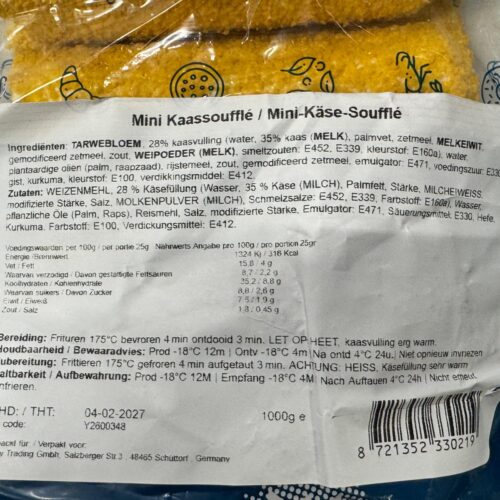 Mini Kaassoufflé / Mini-Käse-Soufflé
Ingrediënten: TARWEBLOEM, 28% kaasvulling (water, 35% kaas (MELK), palmvet, zetmeel, MELKEIWIT,
gemodificeerd zetmeel, zout, WEIPOEDER (MELK), smeltzouten: E452, E339, kleurstof: E160a), water,
plantaardige oliën (palm, raapzaad), rijstemeel, zout, gemodificeerd zetmeel, emulgator: E471, voedingszuur: E330,
gist, kurkuma, kleurstof: E100, verdikkingsmiddel: E412.
Zutaten: WEIZENMEHL, 28 % Käsefüllung (Wasser, 35 % Käse (MILCH), Palmfett, Stärke, MILCHEIWEISS,
modifizierte Stärke, Salz, MOLKENPULVER (MILCH), Schmelzsalze: E452, E339, Farbstoff: E160a), Wasser,
pflanzliche Öle (Palm, Raps), Reismehl, Salz, modifizierte Stärke, Emulgator: E471, Säuerungsmittel: E330, Hefe,
Kurkuma, Farbstoff: E100, Verdickungsmittel: E412.
Voedingswaarden per 100g / per portie 25g Nährwerts Angabe pro 100g / pro portion 25gr
Energie /Brennwert 1324 Kj / 316 Kcal
Vet / Fett 15,8 / 4 g
Waarvan verzadigd / Davon gesättigte Fettsäuren 8,7 / 2,2 g
Koolhydraten / Kohlenhydrate 35,2 / 8,8 g
Waarvan suikers / Davon Zucker 8,8 / 2,6 g
Eiwit / Eiweiß 7,5 / 1,9 g
Zout / Salz 1,8 / 0,45 g
Bereiding: Frituren 175°C bevroren 4 min ontdooid 3 min. LET OP HEET, kaasvulling erg warm
Houdbaarheid / Bewaaradvies: Prod -18°C 12m | Ontv -18°C 4m | Na ontd 4°C 24u. | Niet opnieuw invriezen
Zubereitung: Frittieren 175°C gefroren 4 min aufgetaut 3 min. ACHTUNG: HEISS, Käsefüllung sehr warm
Haltbarkeit / Aufbewahrung: Prod -18°C 12M | Empfang -18°C 4M | Nach Auftauen 4°C 24h | Nicht erneut
infrieren.
HD: / THT: 04-02-2027 1000g e
code: Y2600348
packt für: / Verpakt voor:
Trading GmbH, Salzberger Str. , 48465 Schüttorf , Germany
8 721352 330219